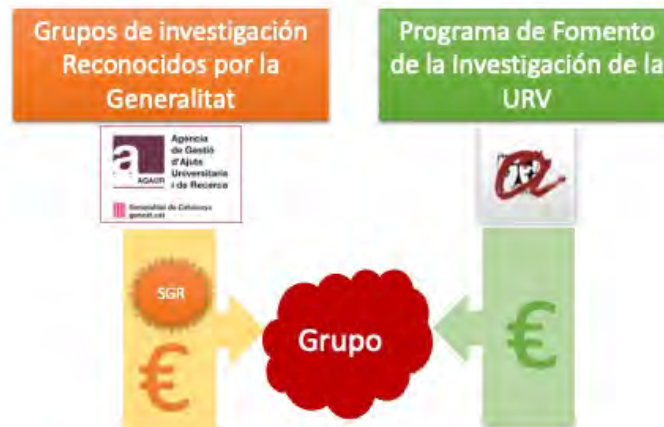 Grupos de investigación
Reconocidos por la
Generalitat
Programa de Fomento
de la Investigación de la
URV
a
AGAUR
Agència
de Gestió
d'Ajuts
Universitaris
i de Recerca
Generalitat de Catalunya
gencat.cat
SGR
€
Grupo
€